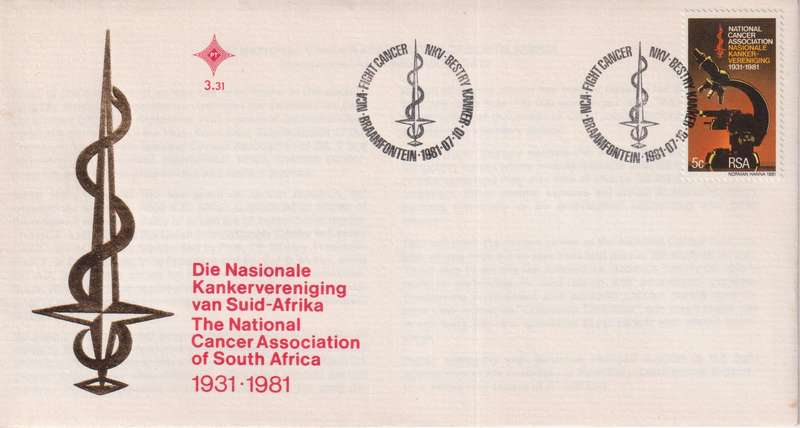 3.31
NCA·FIGHT CANCER NKV·BESTRY KANKER
·BRAAMFONTEIN·1981-07-10·
NCA·FIGHT CANCER NKV·BESTRY KANKER
·BRAAMFONTEIN·1981-07-10
NATIONAL
CANCER
ASSOCIATION
NASIONALE
KANKER-
VERENIGING
1931-1981
5c RSA
NORMAN HANNA 1981
Die Nasionale
Kankervereniging
van Suid-Afrika
The National
Cancer Association
of South Africa
1931·1981